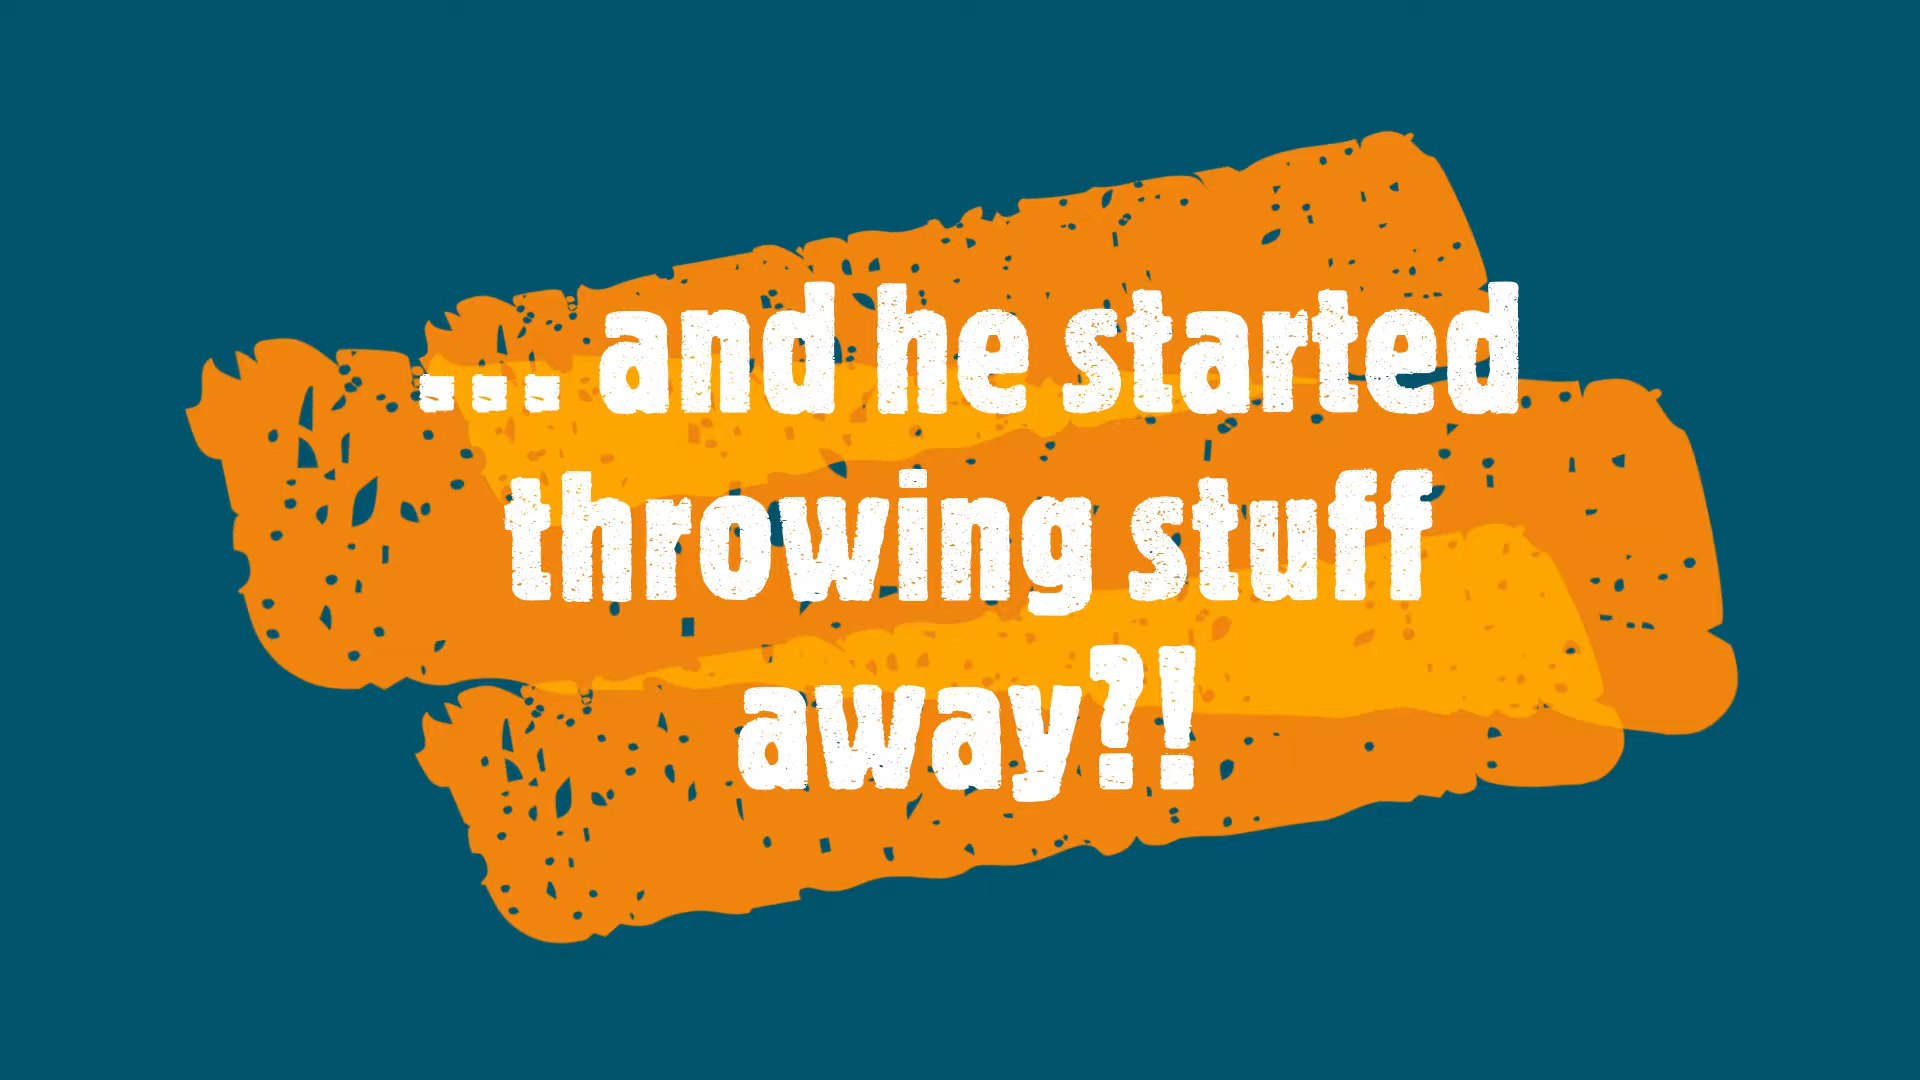 ... and he started
throwing stuff
away?!